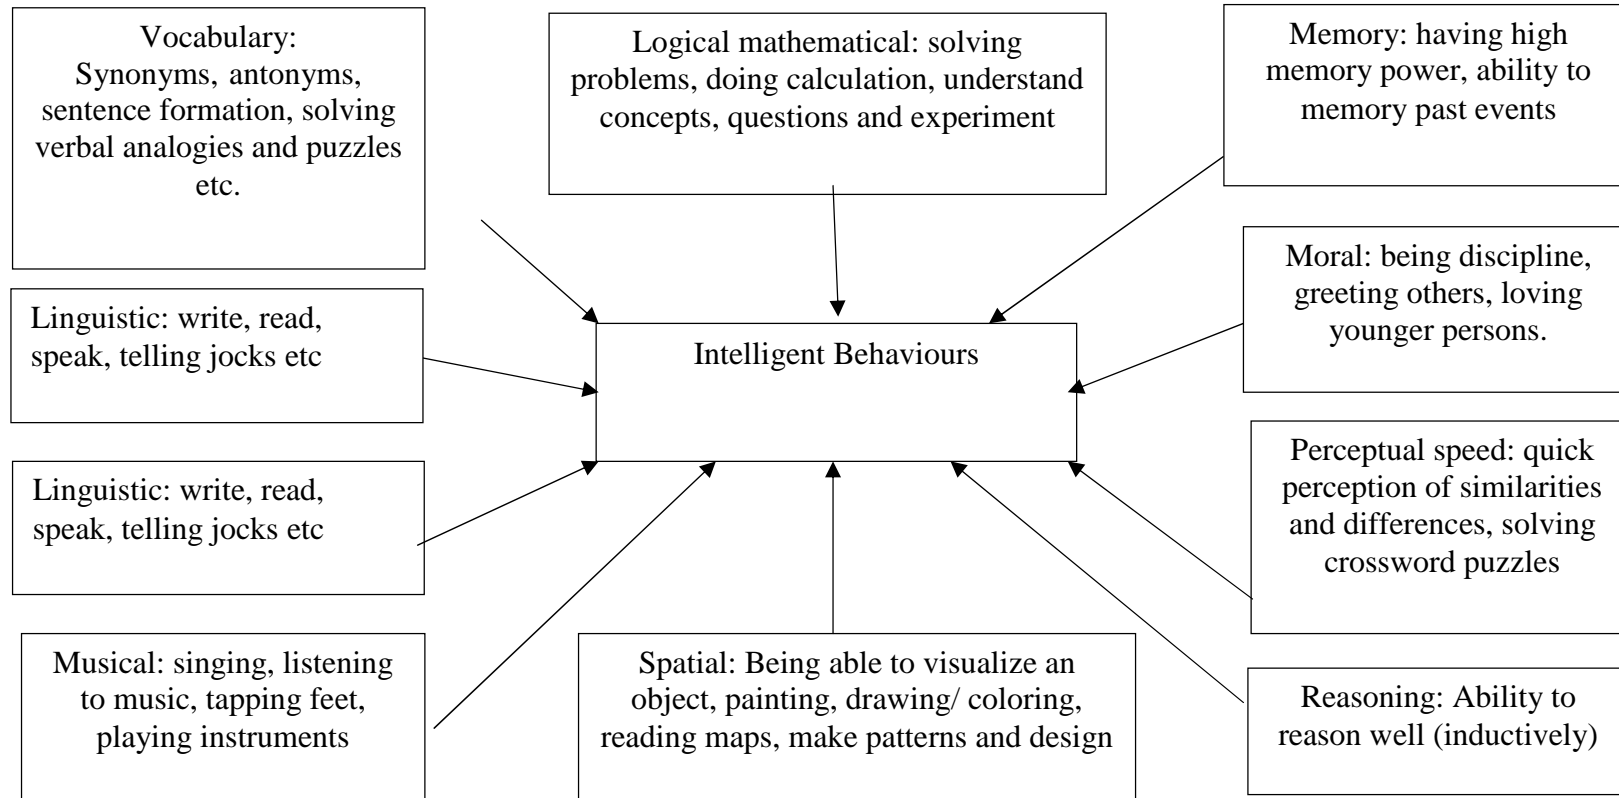 Vocabulary:
Synonyms, antonyms,
sentence formation, solving
verbal analogies and puzzles
etc.
Logical mathematical: solving
problems, doing calculation, understand
concepts, questions and experiment
Memory: having high
memory power, ability to
memory past events
Moral: being discipline,
greeting others, loving
younger persons.
Linguistic: write, read,
speak, telling jocks etc
Intelligent Behaviours
Perceptual speed: quick
perception of similarities
and differences, solving
crossword puzzles
Linguistic: write, read,
speak, telling jocks etc
Musical: singing, listening
to music, tapping feet,
playing instruments
Spatial: Being able to visualize an
object, painting, drawing/ coloring,
reading maps, make patterns and design
Reasoning: Ability to
reason well (inductively)